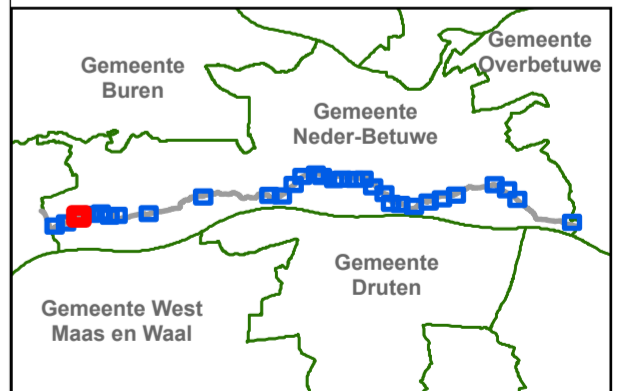 Gemeente
Overbetuwe
Gemeente
Buren
Gemeente
Neder-Betuwe
Gemeente
Druten
Gemeente West
Maas en Waal